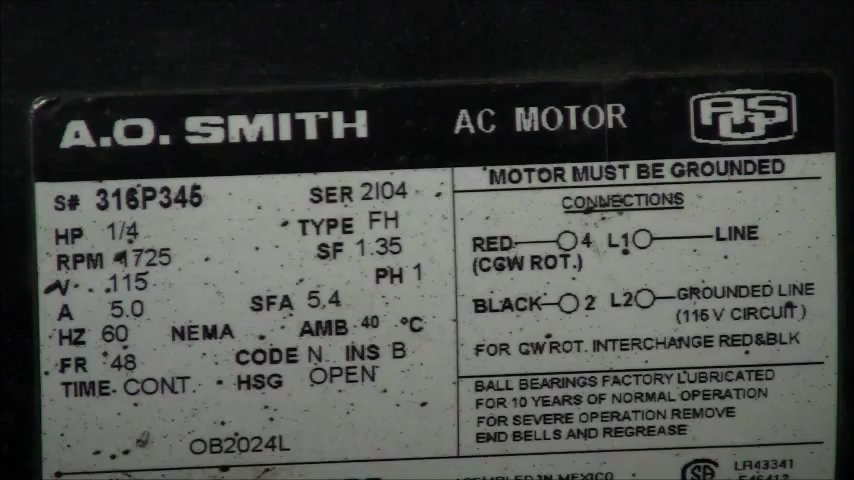 A.O. SMITH AC MOTOR
S# 316P345 SER 2I04
HP 1/4 TYPE FH
RPM 1725 SF 1.35
V 115 PH 1
A 5.0 SFA 5.4
HZ 60 NEMA AMB 40 °C
FR 48 CODE N INS B
TIME CONT. HSG OPEN
OB2024L
MOTOR MUST BE GROUNDED
CONNECTIONS
RED 4 L1 LINE
(CCW ROT.)
BLACK 2 L2 GROUNDED LINE
(115 V CIRCUIT)
FOR CW ROT. INTERCHANGE RED&BLK
BALL BEARINGS FACTORY LUBRICATED
FOR 10 YEARS OF NORMAL OPERATION
FOR SEVERE OPERATION REMOVE
END BELLS AND REGREASE
IN MEXICO
LR43341